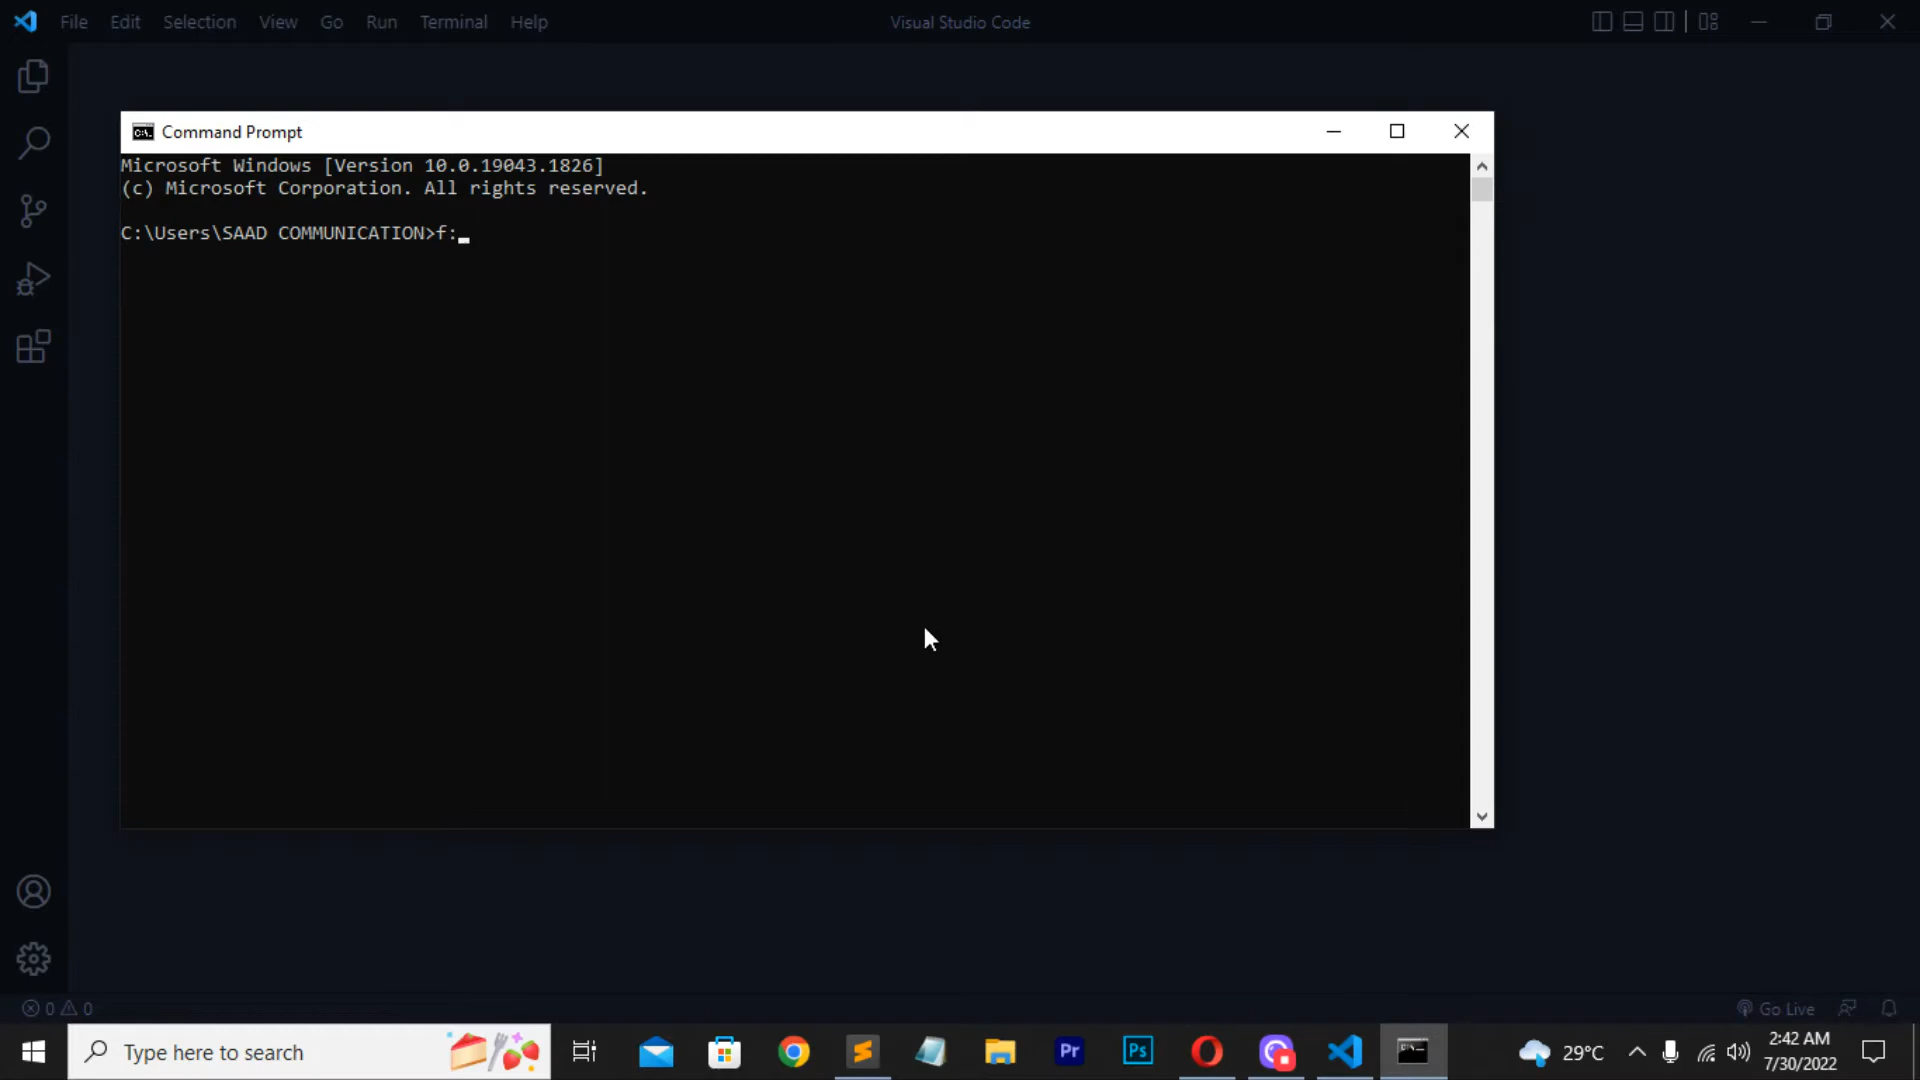 File Edit Selection View Go Run Terminal Help
Visual Studio Code
C:\.
Command Prompt
Microsoft Windows [Version 10.0.19043.1826]
(c) Microsoft Corporation. All rights reserved.
C:\Users\SAAD COMMUNICATION>f:
0 0
Go Live
Type here to search
Pr
Ps
29°C
2:42 AM
7/30/2022